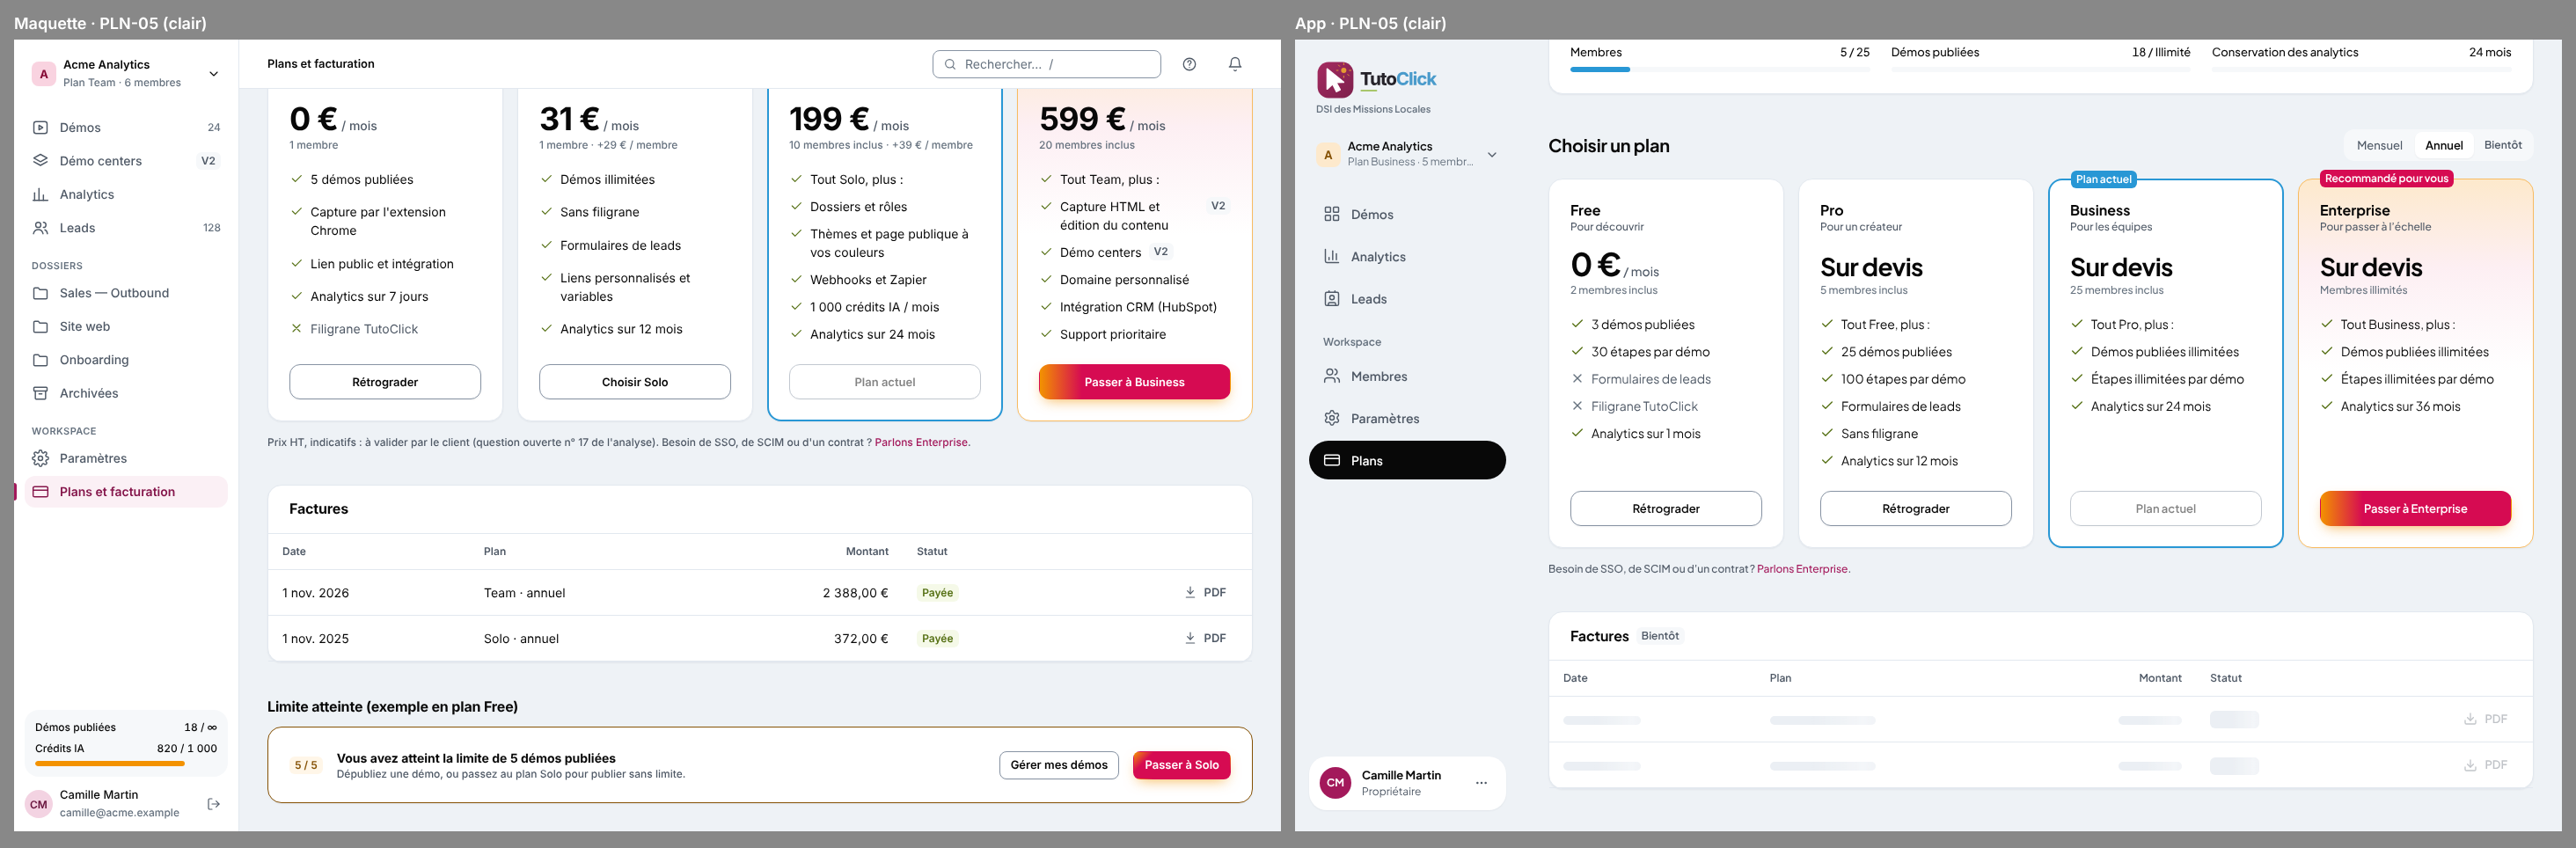 Maquette · PLN-05 (clair)
A
Acme Analytics
Plan Team · 6 membres
Démos 24
Démo centers V2
Analytics
Leads 128
DOSSIERS
Sales — Outbound
Site web
Onboarding
Archivées
WORKSPACE
Paramètres
Plans et facturation
Démos publiées 18 / ∞
Crédits IA 820 / 1 000
CM
Camille Martin
camille@acme.example
Plans et facturation
Rechercher... /
0 € / mois
1 membre
5 démos publiées
Capture par l'extension
Chrome
Lien public et intégration
Analytics sur 7 jours
Filigrane TutoClick
Rétrograder
31 € / mois
1 membre · +29 € / membre
Démos illimitées
Sans filigrane
Formulaires de leads
Liens personnalisés et
variables
Analytics sur 12 mois
Choisir Solo
199 € / mois
10 membres inclus · +39 € / membre
Tout Solo, plus :
Dossiers et rôles
Thèmes et page publique à
vos couleurs
Webhooks et Zapier
1 000 crédits IA / mois
Analytics sur 24 mois
Plan actuel
599 € / mois
20 membres inclus
Tout Team, plus :
Capture HTML et V2
édition du contenu
Démo centers V2
Domaine personnalisé
Intégration CRM (HubSpot)
Support prioritaire
Passer à Business
Prix HT, indicatifs : à valider par le client (question ouverte n° 17 de l'analyse). Besoin de SSO, de SCIM ou d'un contrat ? Parlons Enterprise.
Factures
Date Plan Montant Statut
1 nov. 2026 Team · annuel 2 388,00 € Payée PDF
1 nov. 2025 Solo · annuel 372,00 € Payée PDF
Limite atteinte (exemple en plan Free)
5 / 5
Vous avez atteint la limite de 5 démos publiées
Dépubliez une démo, ou passez au plan Solo pour publier sans limite.
Gérer mes démos
Passer à Solo
App · PLN-05 (clair)
TutoClick
DSI des Missions Locales
A
Acme Analytics
Plan Business · 5 membr...
Démos
Analytics
Leads
Workspace
Membres
Paramètres
Plans
CM
Camille Martin
Propriétaire
Membres 5 / 25
Démos publiées 18 / Illimité
Conservation des analytics 24 mois
Choisir un plan
Mensuel Annuel Bientôt
Free
Pour découvrir
0 € / mois
2 membres inclus
3 démos publiées
30 étapes par démo
Formulaires de leads
Filigrane TutoClick
Analytics sur 1 mois
Rétrograder
Pro
Pour un créateur
Sur devis
5 membres inclus
Tout Free, plus :
25 démos publiées
100 étapes par démo
Formulaires de leads
Sans filigrane
Analytics sur 12 mois
Rétrograder
Plan actuel
Business
Pour les équipes
Sur devis
25 membres inclus
Tout Pro, plus :
Démos publiées illimitées
Étapes illimitées par démo
Analytics sur 24 mois
Plan actuel
Recommandé pour vous
Enterprise
Pour passer à l'échelle
Sur devis
Membres illimités
Tout Business, plus :
Démos publiées illimitées
Étapes illimitées par démo
Analytics sur 36 mois
Passer à Enterprise
Besoin de SSO, de SCIM ou d'un contrat ? Parlons Enterprise.
Factures Bientôt
Date Plan Montant Statut
PDF
PDF